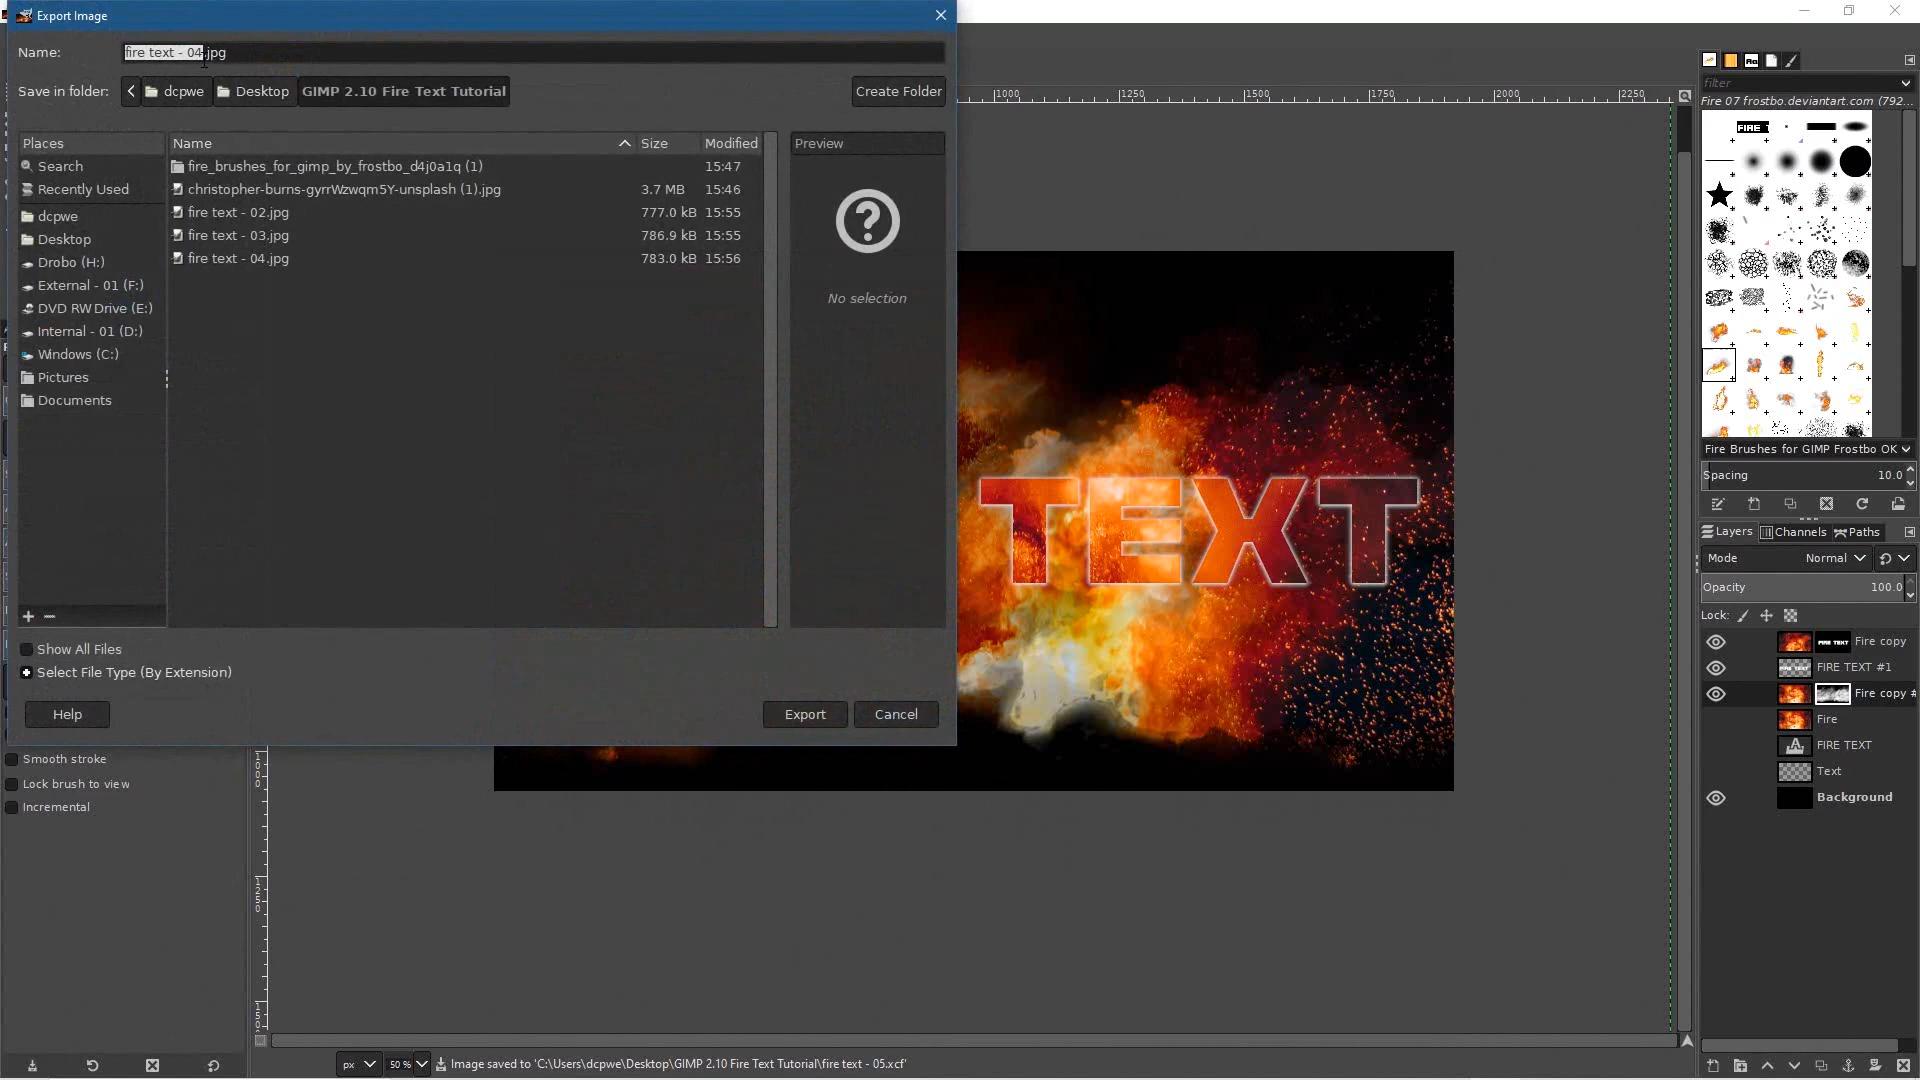 Export Image
Name:
fire text - 04.jpg
Save in folder:
dcpwe
Desktop
GIMP 2.10 Fire Text Tutorial
Create Folder
Places
Search
Recently Used
dcpwe
Desktop
Drobo (H:)
External - 01 (F:)
DVD RW Drive (E:)
Internal - 01 (D:)
Windows (C:)
Pictures
Documents
Name Size Modified
fire_brushes_for_gimp_by_frostbo_d4j0a1q (1) 15:47
christopher-burns-gyrrWzwqm5Y-unsplash (1).jpg 3.7 MB 15:46
fire text - 02.jpg 777.0 kB 15:55
fire text - 03.jpg 786.9 kB 15:55
fire text - 04.jpg 783.0 kB 15:56
Preview
No selection
Show All Files
Select File Type (By Extension)
Help
Export
Cancel
Smooth stroke
Lock brush to view
Incremental
1000 1250 1500 1750 2000 2250
TEXT
filter
Fire 07 frostbo.deviantart.com (792...
FIRE T
Fire Brushes for GIMP Frostbo OK
Spacing 10.0
Layers Channels Paths
Mode Normal
Opacity 100.0
Lock:
Fire copy
FIRE TEXT #1
Fire copy #
Fire
FIRE TEXT
Text
Background
px 50 % Image saved to 'C:\Users\dcpwe\Desktop\GIMP 2.10 Fire Text Tutorial\fire text - 05.xcf'